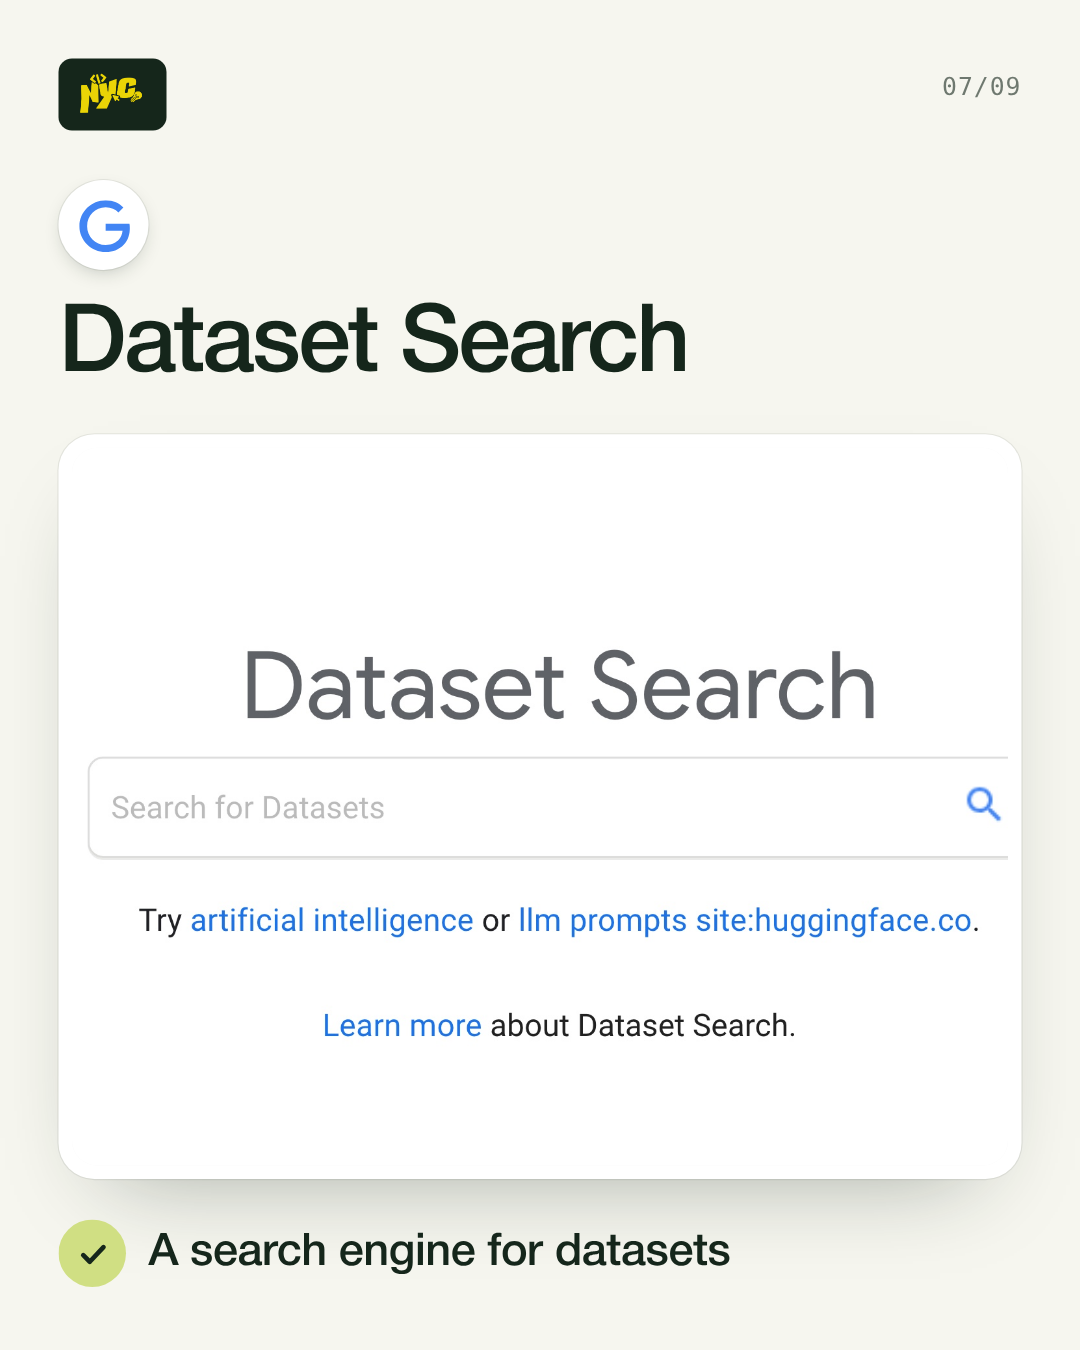 NYC
07/09
G
Dataset Search
Dataset Search
Search for Datasets
Try artificial intelligence or llm prompts site:huggingface.co.
Learn more about Dataset Search.
A search engine for datasets